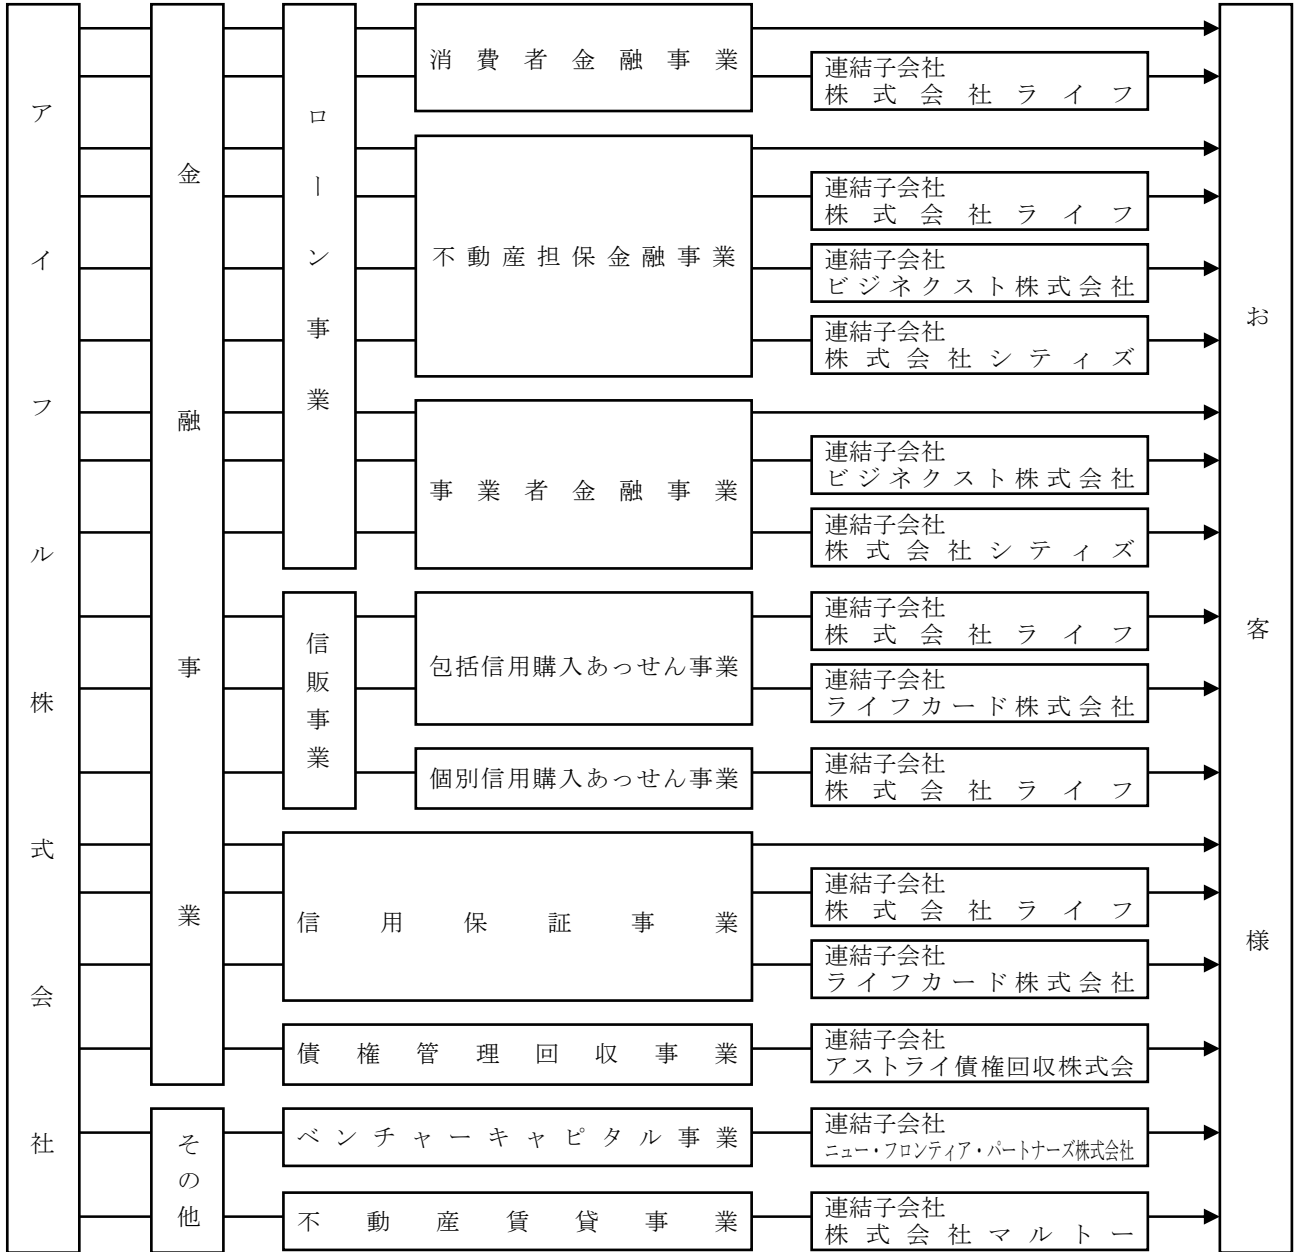 アイフル株式会社
金融事業
ローン事業
消費者金融事業
連結子会社
株式会社ライフ
不動産担保金融事業
連結子会社
株式会社ライフ
連結子会社
ビジネクスト株式会社
連結子会社
株式会社シティズ
事業者金融事業
連結子会社
ビジネクスト株式会社
連結子会社
株式会社シティズ
信販事業
包括信用購入あっせん事業
連結子会社
株式会社ライフ
連結子会社
ライフカード株式会社
個別信用購入あっせん事業
連結子会社
株式会社ライフ
信用保証事業
連結子会社
株式会社ライフ
連結子会社
ライフカード株式会社
債権管理回収事業
連結子会社
アストライ債権回収株式会
その他
ベンチャーキャピタル事業
連結子会社
ニュー・フロンティア・パートナーズ株式会社
不動産賃貸事業
連結子会社
株式会社マルトー
お客様